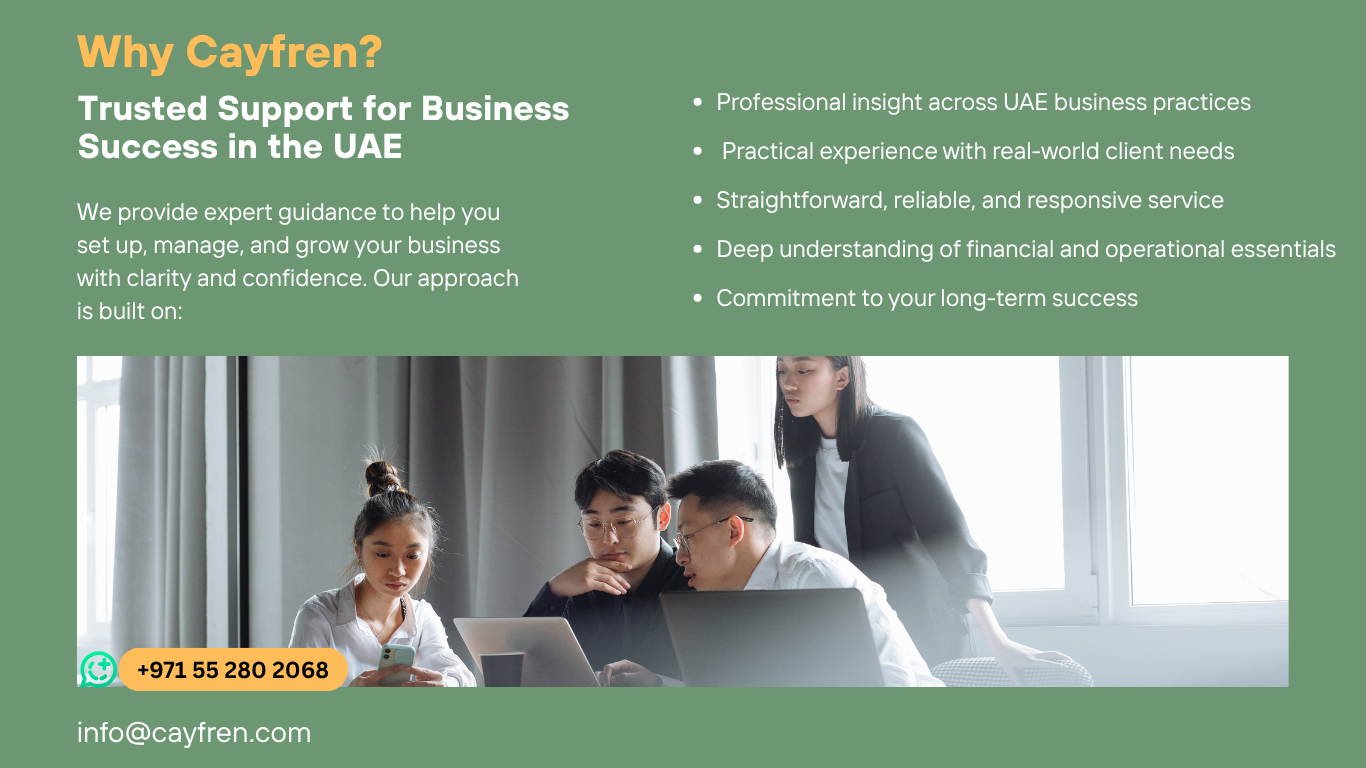 Why Cayfren?
Trusted Support for Business
Success in the UAE
We provide expert guidance to help you
set up, manage, and grow your business
with clarity and confidence. Our approach
is built on:
• Professional insight across UAE business practices
• Practical experience with real-world client needs
• Straightforward, reliable, and responsive service
• Deep understanding of financial and operational essentials
• Commitment to your long-term success
+971 55 280 2068
info@cayfren.com